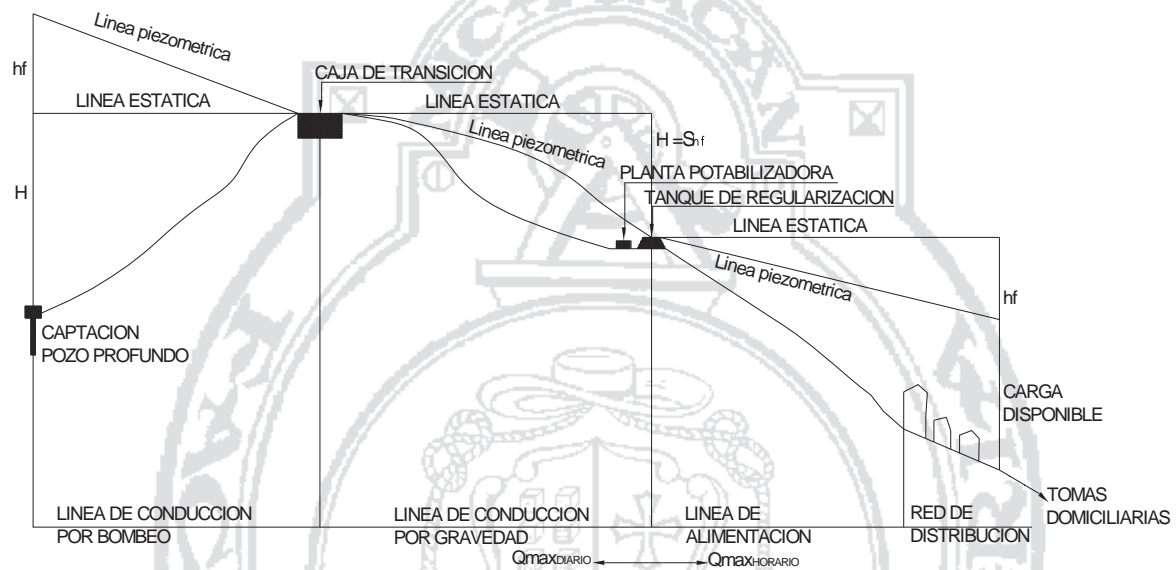 Linea piezometrica
hf
CAJA DE TRANSICION
LINEA ESTATICA
LINEA ESTATICA
Linea piezometrica
H =Shf
PLANTA POTABILIZADORA
H
TANQUE DE REGULARIZACION
LINEA ESTATICA
Linea piezometrica
hf
CAPTACION
POZO PROFUNDO
CARGA
DISPONIBLE
TOMAS
DOMICILIARIAS
LINEA DE CONDUCCION
POR BOMBEO
LINEA DE CONDUCCION
POR GRAVEDAD
LINEA DE
ALIMENTACION
RED DE
DISTRIBUCION
QmaxDIARIO
QmaxHORARIO